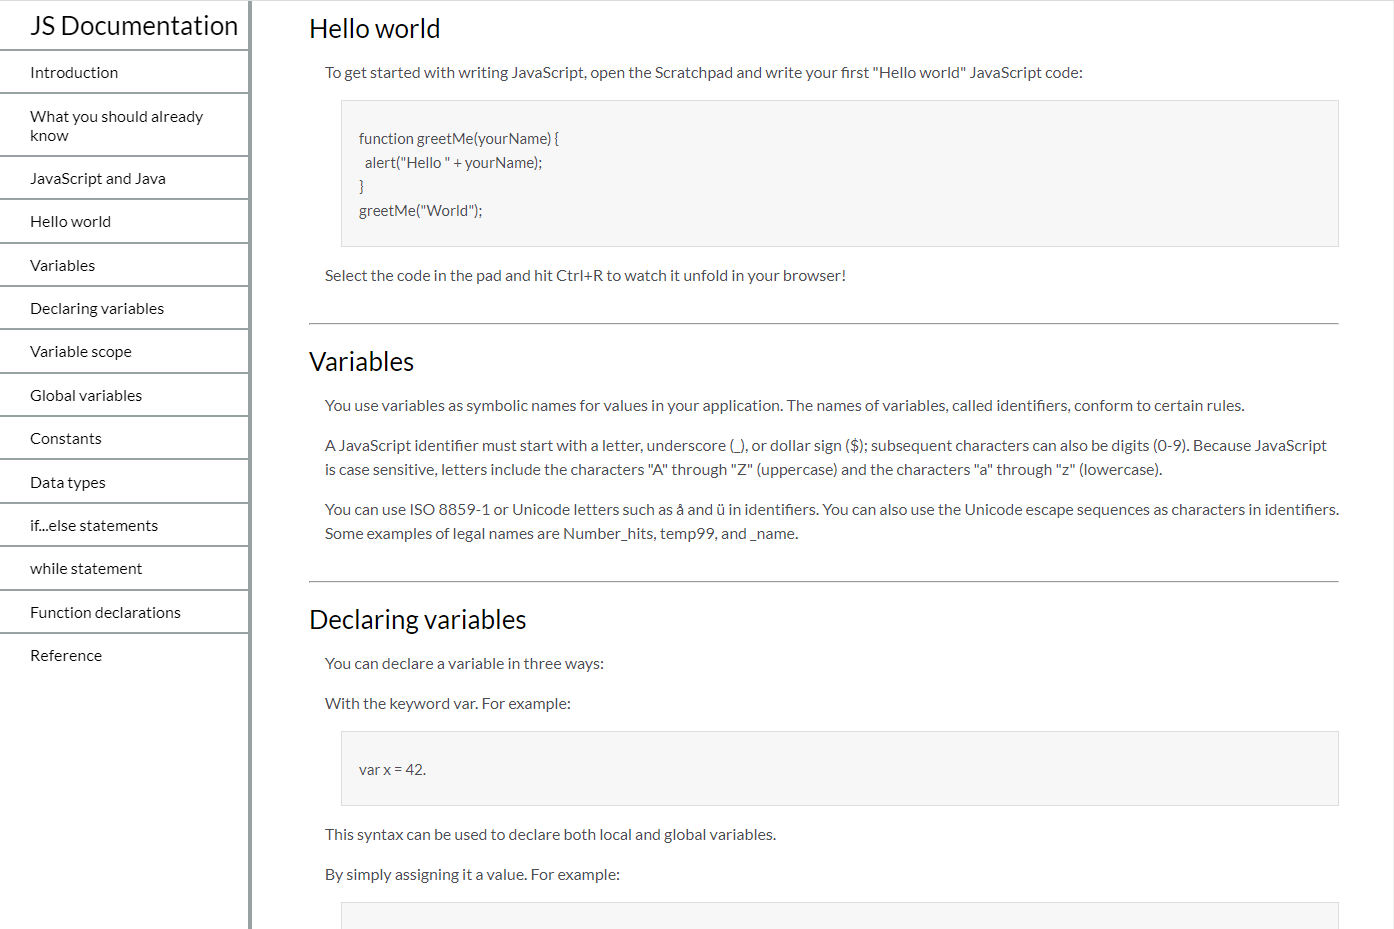 JS Documentation
Introduction
What you should already
know
JavaScript and Java
Hello world
Variables
Declaring variables
Variable scope
Global variables
Constants
Data types
if...else statements
while statement
Function declarations
Reference
Hello world
To get started with writing JavaScript, open the Scratchpad and write your first "Hello world" JavaScript code:
function greetMe(yourName) {
  alert("Hello " + yourName);
}
greetMe("World");
Select the code in the pad and hit Ctrl+R to watch it unfold in your browser!
Variables
You use variables as symbolic names for values in your application. The names of variables, called identifiers, conform to certain rules.
A JavaScript identifier must start with a letter, underscore (_), or dollar sign ($); subsequent characters can also be digits (0-9). Because JavaScript
is case sensitive, letters include the characters "A" through "Z" (uppercase) and the characters "a" through "z" (lowercase).
You can use ISO 8859-1 or Unicode letters such as å and ü in identifiers. You can also use the Unicode escape sequences as characters in identifiers.
Some examples of legal names are Number_hits, temp99, and _name.
Declaring variables
You can declare a variable in three ways:
With the keyword var. For example:
var x = 42.
This syntax can be used to declare both local and global variables.
By simply assigning it a value. For example: